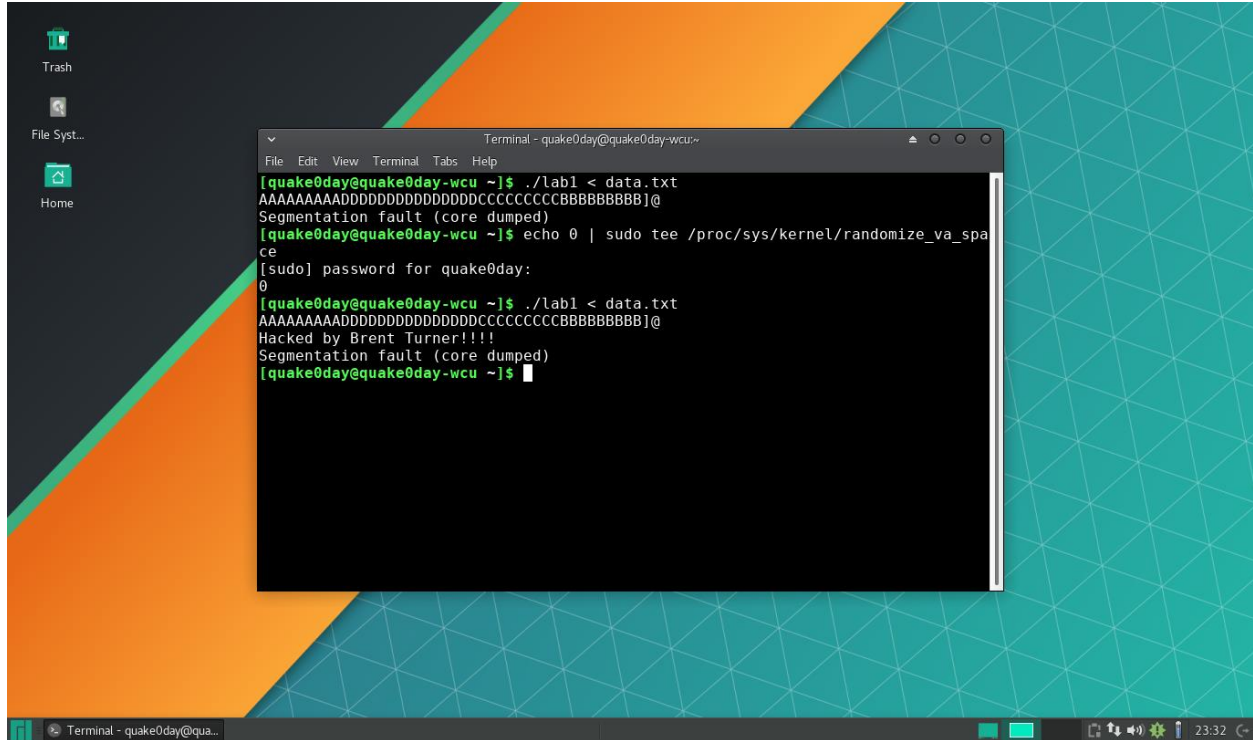 Trash
File Syst...
Home
Terminal - quake0day@quake0day-wcu:~
File Edit View Terminal Tabs Help
[quake0day@quake0day-wcu ~]$ ./lab1 < data.txt
AAAAAAAAADDDDDDDDDDDDDDDCCCCCCCCCBBBBBBBBB]@
Segmentation fault (core dumped)
[quake0day@quake0day-wcu ~]$ echo 0 | sudo tee /proc/sys/kernel/randomize_va_spa
ce
[sudo] password for quake0day:
0
[quake0day@quake0day-wcu ~]$ ./lab1 < data.txt
AAAAAAAAADDDDDDDDDDDDDDDCCCCCCCCCBBBBBBBBB]@
Hacked by Brent Turner!!!!
Segmentation fault (core dumped)
[quake0day@quake0day-wcu ~]$
Terminal - quake0day@qua...
23:32